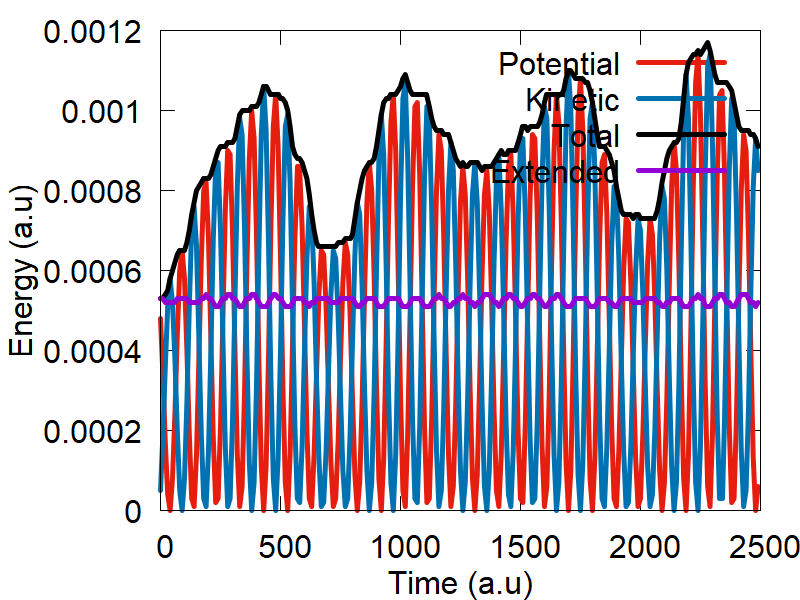 0.0012
0.001
0.0008
0.0006
0.0004
0.0002
0
Energy (a.u)
Potential
Kinetic
Total
Extended
0 500 1000 1500 2000 2500
Time (a.u)